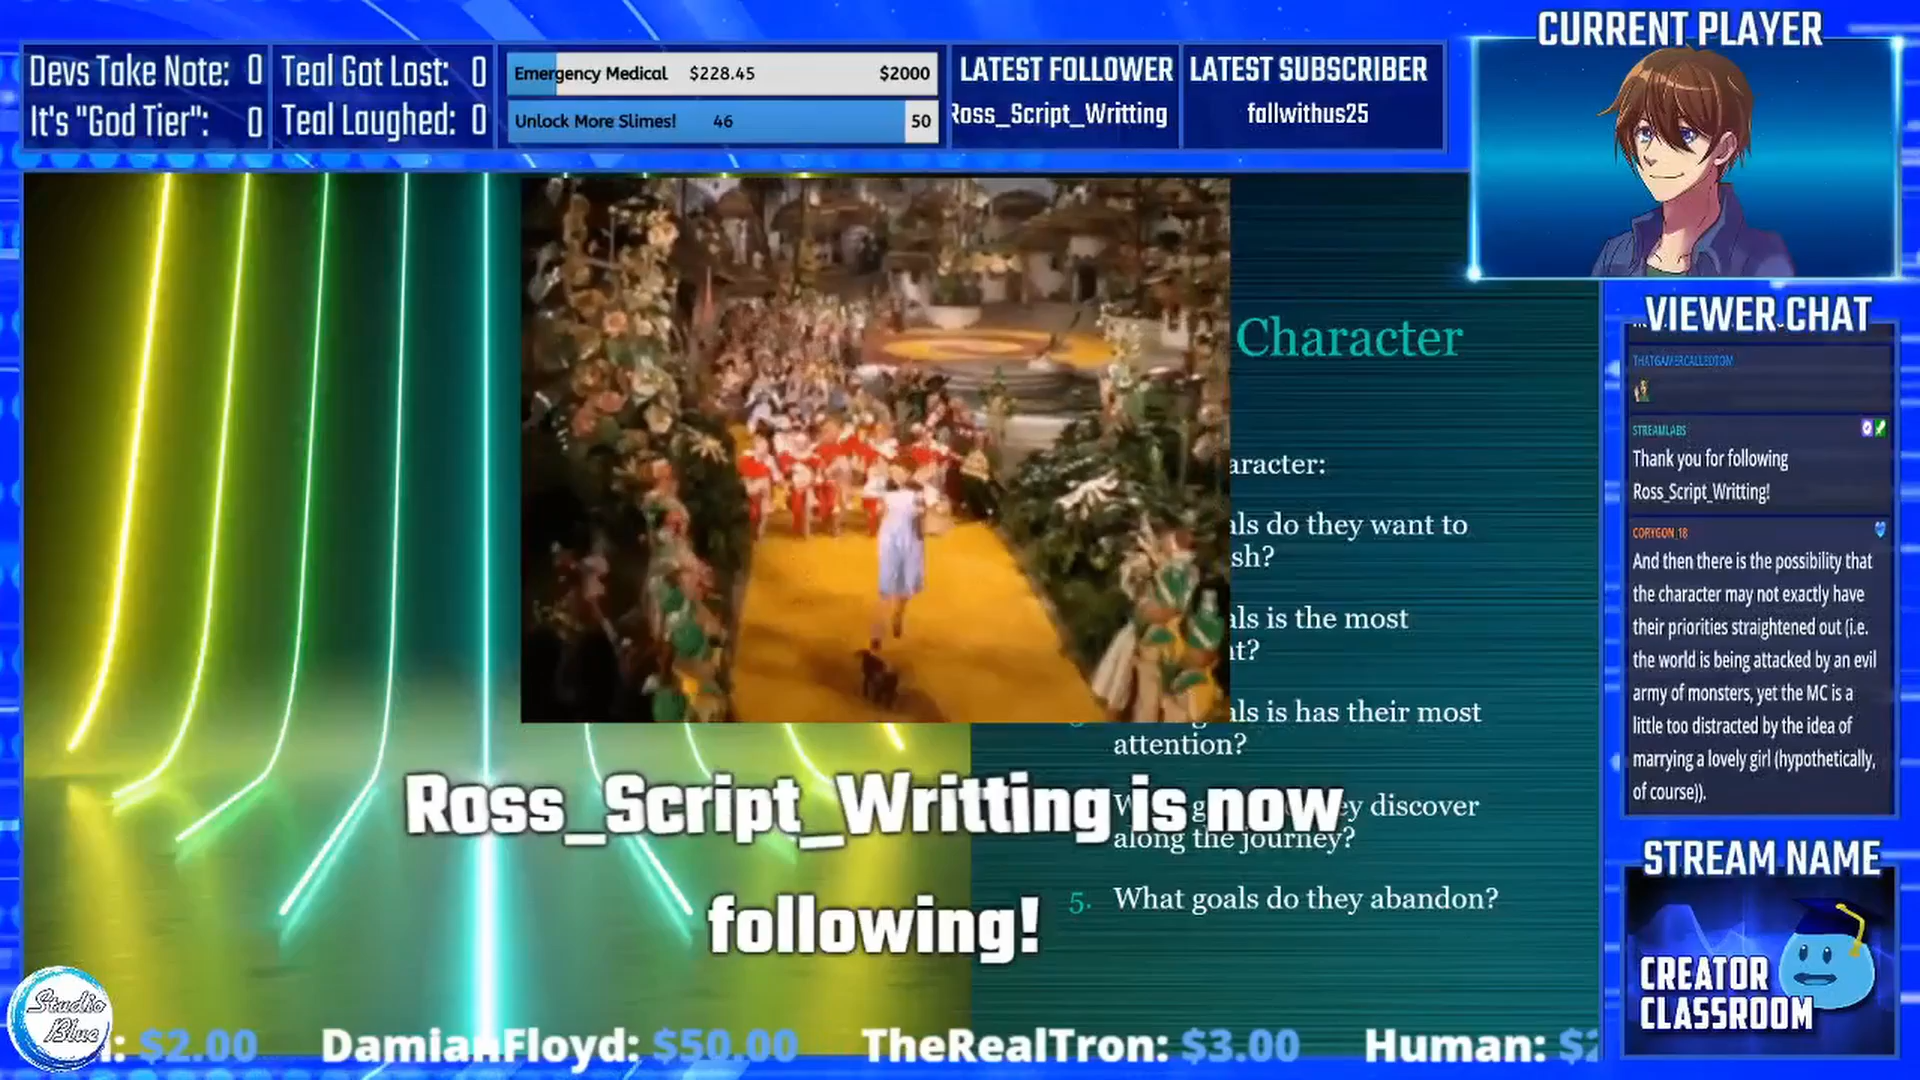 CURRENT PLAYER
Devs Take Note: 0
It's "God Tier": 0
Teal Got Lost: 0
Teal Laughed: 0
Emergency Medical $228.45 $2000
Unlock More Slimes! 46 50
LATEST FOLLOWER
Ross_Script_Writting
LATEST SUBSCRIBER
fallwithus25
Character
aracter:
als do they want to
sh?
als is the most
nt?
als is has their most
attention?
ey discover
along the journey?
5. What goals do they abandon?
Ross_Script_Writting is now
following!
VIEWER CHAT
THATGAMERCALLEDTOM
STREAMLABS
Thank you for following
Ross_Script_Writting!
CORYGON_18
And then there is the possibility that
the character may not exactly have
their priorities straightened out (i.e.
the world is being attacked by an evil
army of monsters, yet the MC is a
little too distracted by the idea of
marrying a lovely girl (hypothetically,
of course)).
STREAM NAME
CREATOR
CLASSROOM
Studio
Blue
: $2.00 DamianFloyd: $50.00 TheRealTron: $3.00 Human: $2